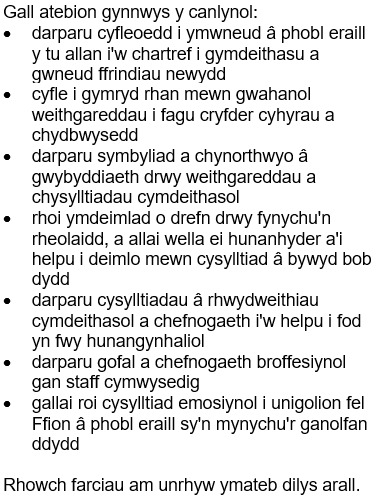 Gall atebion gynnwys y canlynol:
• darparu cyfleoedd i ymwneud â phobl eraill
y tu allan i'w chartref i gymdeithasu a
gwneud ffrindiau newydd
• cyfle i gymryd rhan mewn gwahanol
weithgareddau i fagu cryfder cyhyrau a
chydbwysedd
• darparu symbyliad a chynorthwyo â
gwybyddiaeth drwy weithgareddau a
chysylltiadau cymdeithasol
• rhoi ymdeimlad o drefn drwy fynychu'n
rheolaidd, a allai wella ei hunanhyder a'i
helpu i deimlo mewn cysylltiad â bywyd bob
dydd
• darparu cysylltiadau â rhwydweithiau
cymdeithasol a chefnogaeth i'w helpu i fod
yn fwy hunangynhaliol
• darparu gofal a chefnogaeth broffesiynol
gan staff cymwysedig
• gallai roi cysylltiad emosiynol i unigolion fel
Ffion â phobl eraill sy'n mynychu'r ganolfan
ddydd
Rhowch farciau am unrhyw ymateb dilys arall.